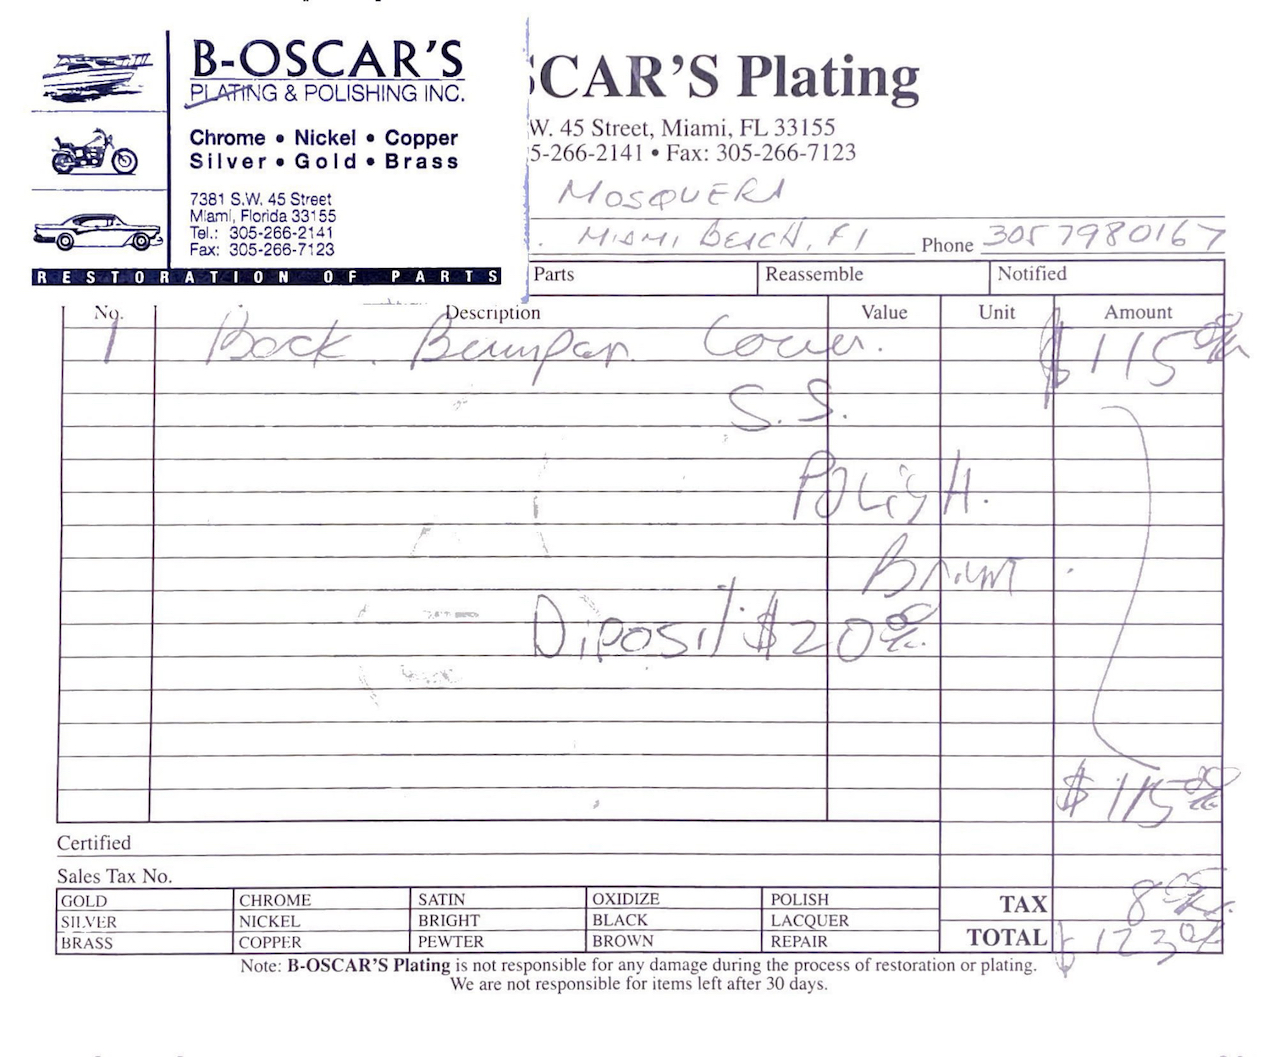 B-OSCAR'S
PLATING & POLISHING INC.
Chrome • Nickel • Copper
Silver • Gold • Brass
7381 S.W. 45 Street
Miami, Florida 33155
Tel.: 305-266-2141
Fax: 305-266-7123
RESTORATION OF PARTS
SCAR'S Plating
W. 45 Street, Miami, FL 33155
5-266-2141 • Fax: 305-266-7123
MOSQUERA
. MIAMI BEACH, Fl Phone 3057980167
Parts Reassemble Notified
No. Description Value Unit Amount
1 Back Bumpar Cover. $115 00
S.S.
POLISH.
Diposit $20 00
$115 00
Certified
Sales Tax No.
GOLD CHROME SATIN OXIDIZE POLISH TAX 8 05
SILVER NICKEL BRIGHT BLACK LACQUER
BRASS COPPER PEWTER BROWN REPAIR TOTAL $123 05
Note: B-OSCAR'S Plating is not responsible for any damage during the process of restoration or plating.
We are not responsible for items left after 30 days.